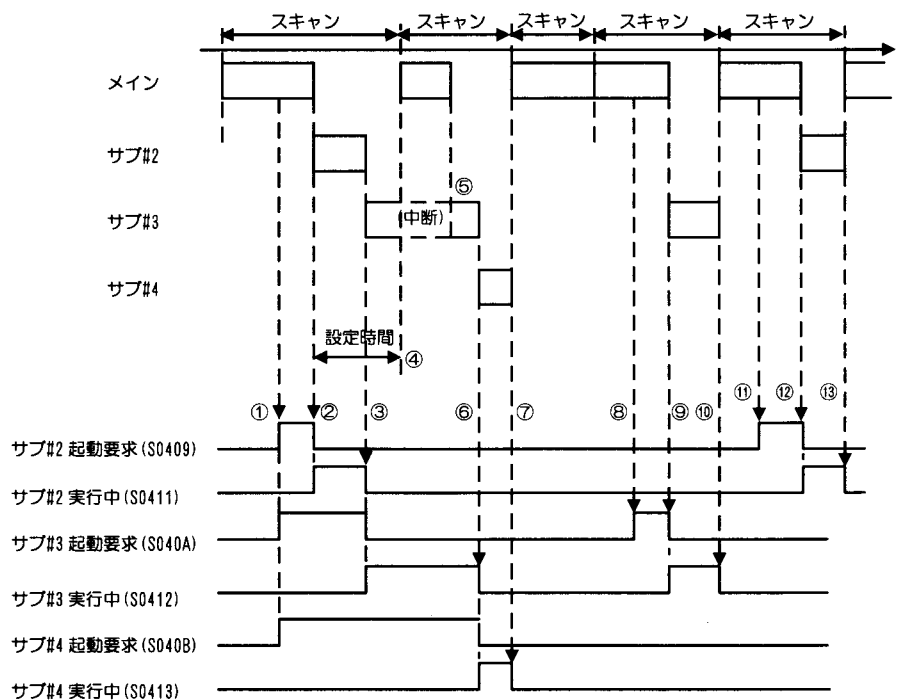 スキャン スキャン スキャン スキャン スキャン
メイン
サブ#2
⑤
サブ#3 (中断)
サブ#4
設定時間 ④
① ② ③ ⑥ ⑦ ⑧ ⑨ ⑩ ⑪ ⑫ ⑬
サブ#2 起動要求(S0409)
サブ#2 実行中(S0411)
サブ#3 起動要求(S040A)
サブ#3 実行中(S0412)
サブ#4 起動要求(S040B)
サブ#4 実行中(S0413)